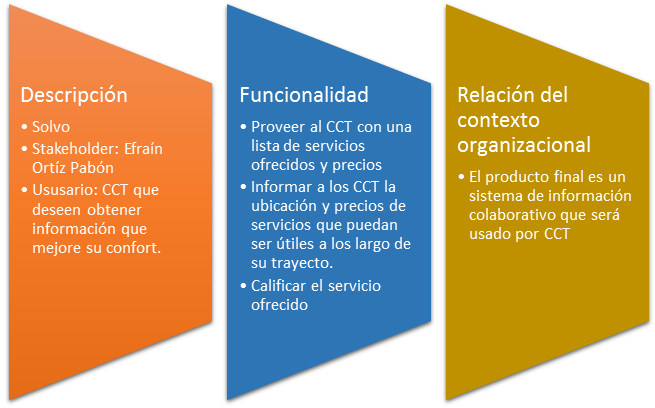 Descripción
• Solvo
• Stakeholder: Efraín
Ortíz Pabón
• Ususario: CCT que
deseen obtener
información que
mejore su confort.
Funcionalidad
• Proveer al CCT con una
lista de servicios
ofrecidos y precios
• Informar a los CCT la
ubicación y precios de
servicios que puedan
ser útiles a los largo de
su trayecto.
• Calificar el servicio
ofrecido
Relación del
contexto
organizacional
• El producto final es un
sistema de información
colaborativo que será
usado por CCT